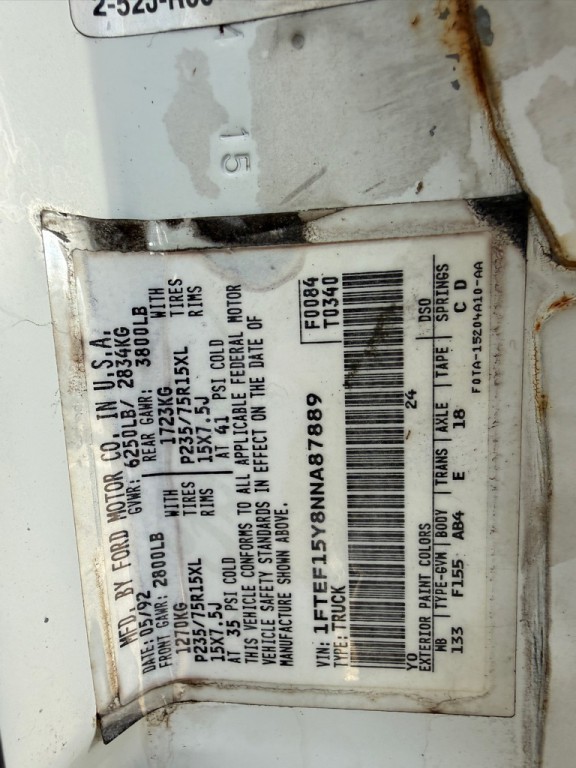 2-525-H
15
MFD. BY FORD MOTOR CO. IN U.S.A.
DATE: 05/92 GVWR: 6250LB/ 2834KG
FRONT GAWR: 2800LB REAR GAWR: 3800LB
1270KG WITH 1723KG WITH
P235/75R15XL TIRES P235/75R15XL TIRES
15X7.5J RIMS 15X7.5J RIMS
AT 35 PSI COLD AT 41 PSI COLD
THIS VEHICLE CONFORMS TO ALL APPLICABLE FEDERAL MOTOR
VEHICLE SAFETY STANDARDS IN EFFECT ON THE DATE OF
MANUFACTURE SHOWN ABOVE.
F0084
T0340
VIN: 1FTEF15Y8NNA87889
TYPE: TRUCK
YO 24
EXTERIOR PAINT COLORS DSO
WB TYPE-GVM BODY TRANS AXLE TAPE SPRINGS
133 F155 AB4 E 18 C D
F0TA-15204A10-AA